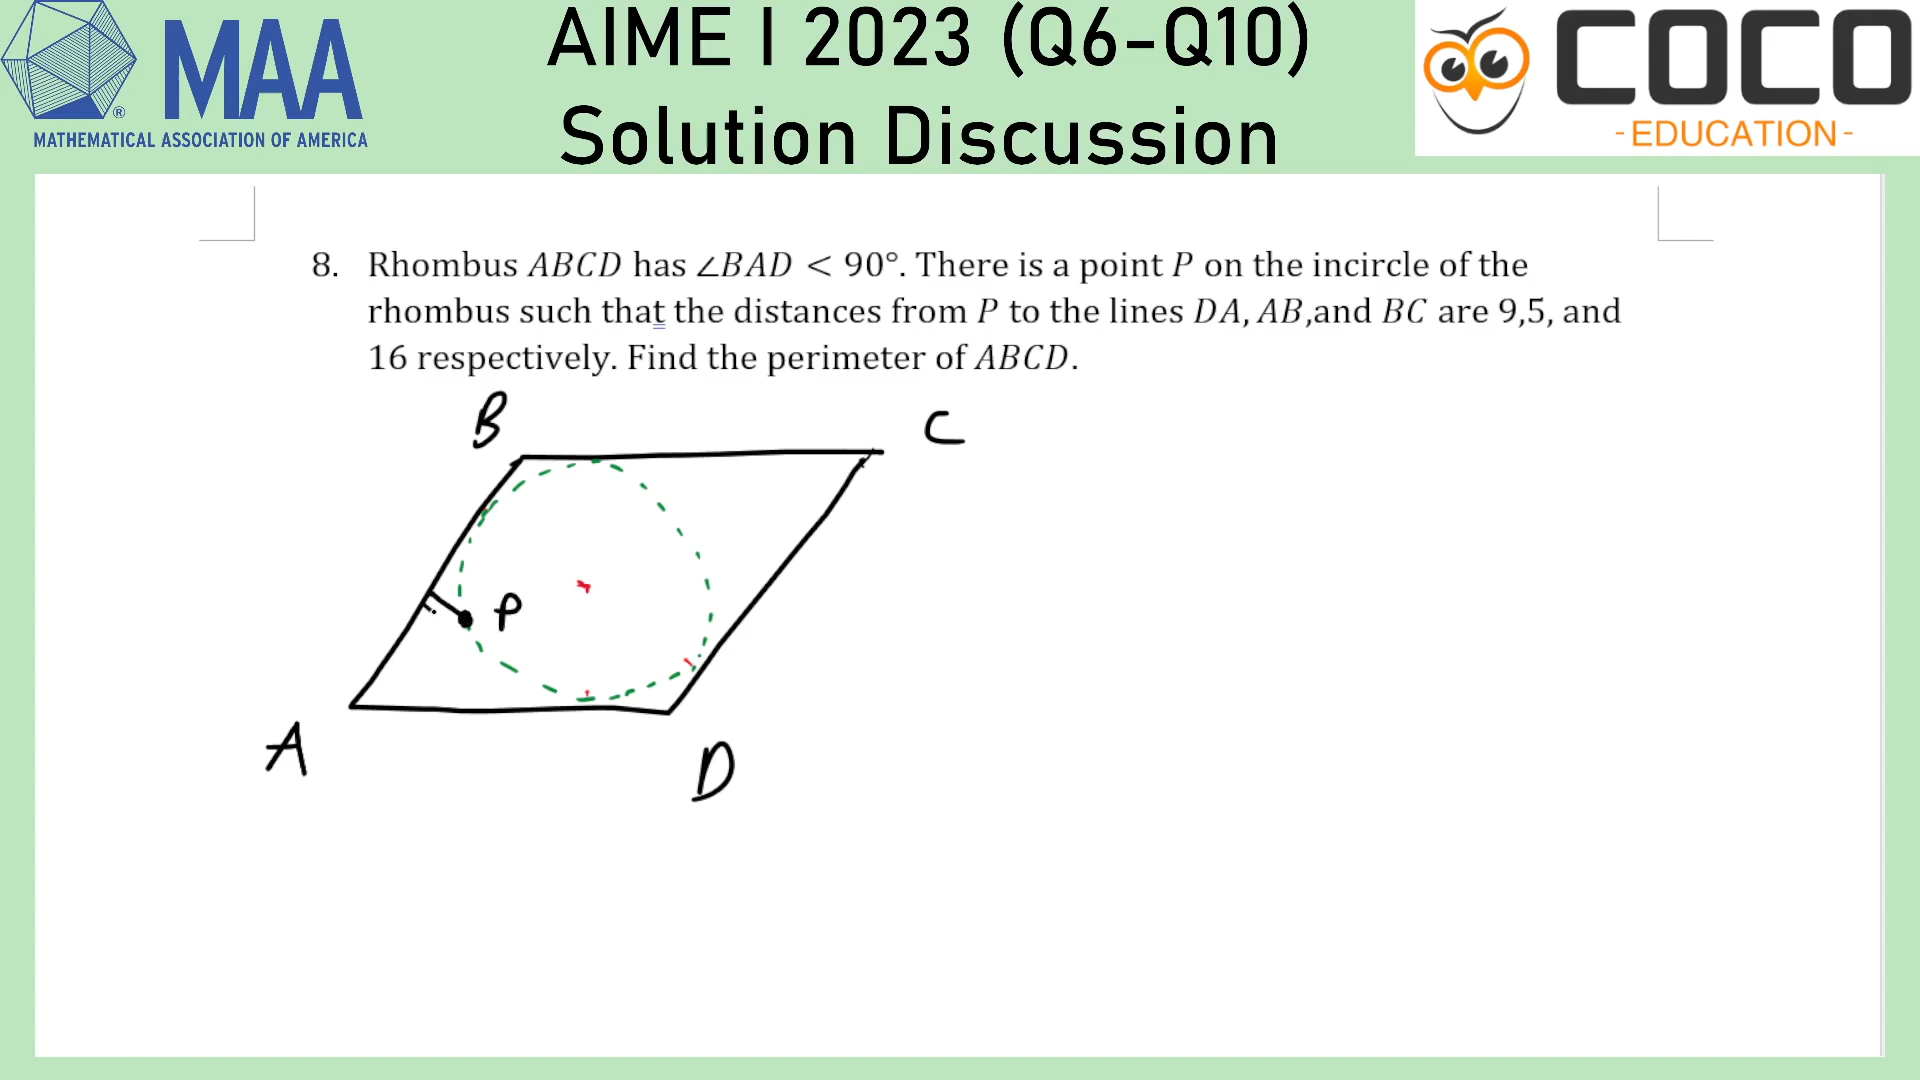 MAA
®
MATHEMATICAL ASSOCIATION OF AMERICA
AIME I 2023 (Q6-Q10)
Solution Discussion
COCO
-EDUCATION-
8. Rhombus ABCD has ∠BAD < 90°. There is a point P on the incircle of the
rhombus such that the distances from P to the lines DA, AB,and BC are 9,5, and
16 respectively. Find the perimeter of ABCD.
B
C
P
A
D